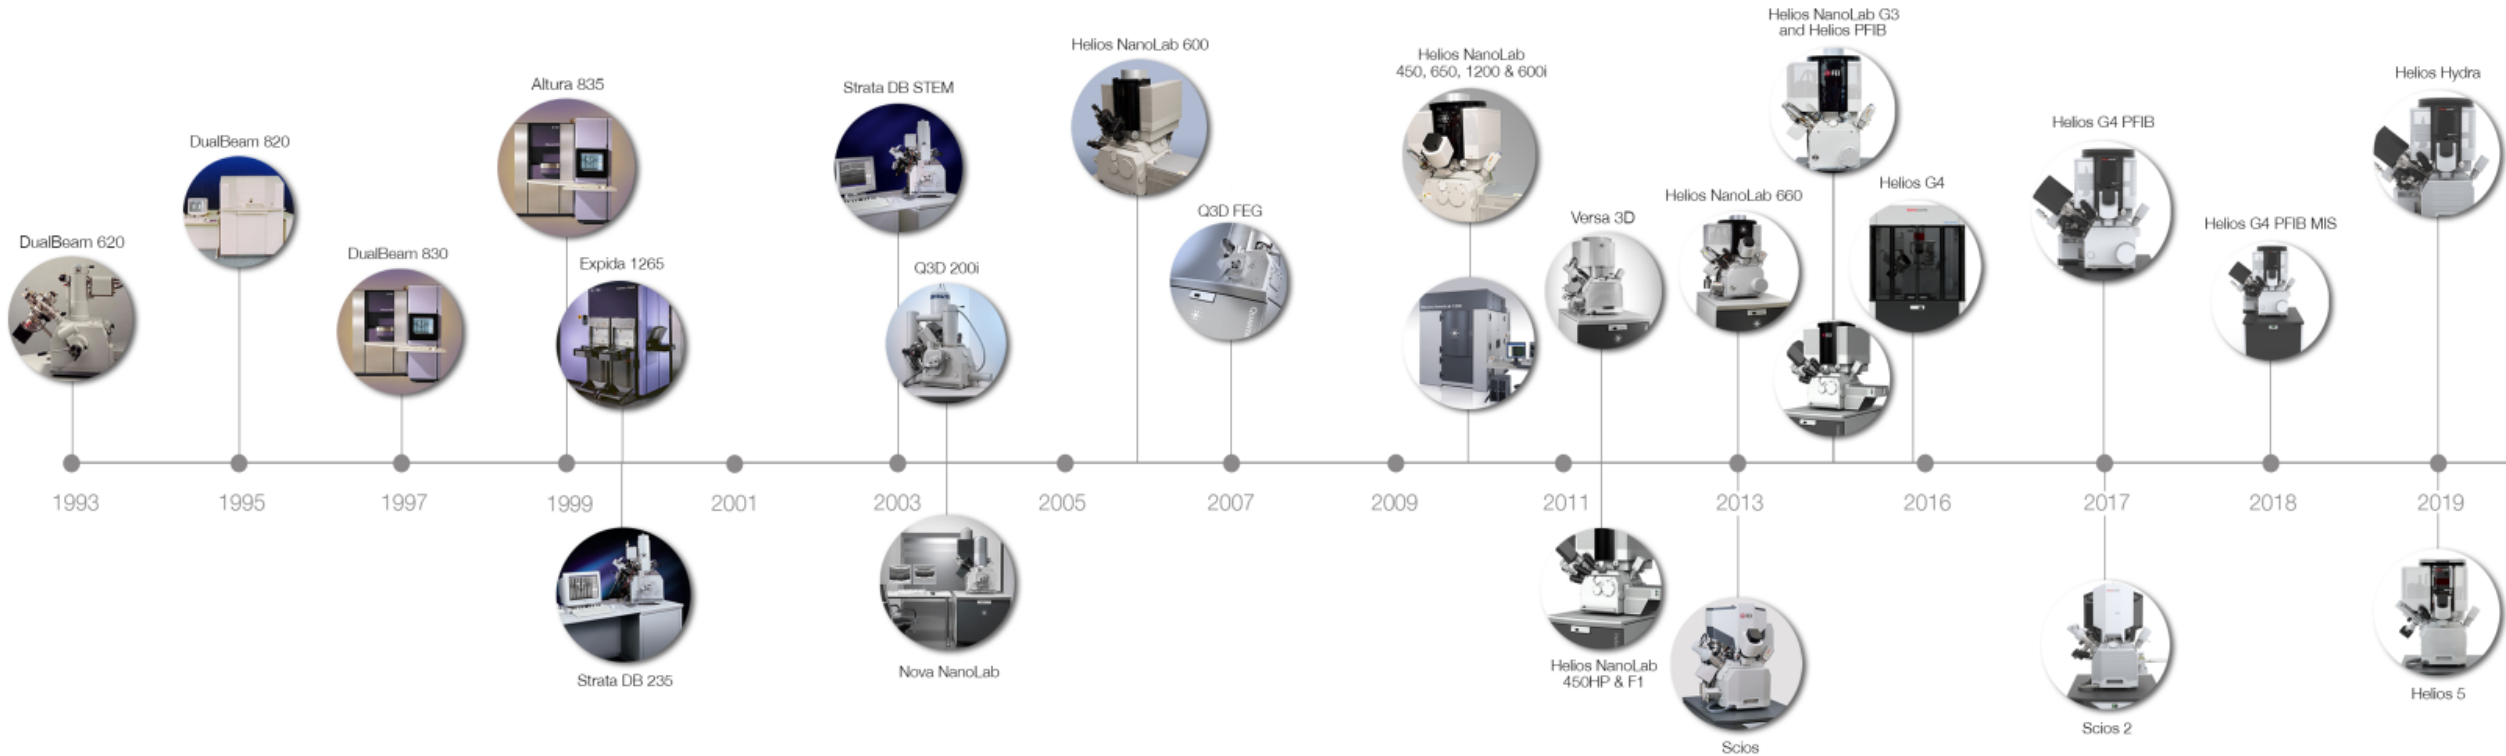 Helios NanoLab G3
and Helios PFIB
Helios NanoLab 600
Helios NanoLab
450, 650, 1200 & 600i
Helios Hydra
Altura 835
Strata DB STEM
DualBeam 820
Helios G4 PFIB
Helios G4
Helios NanoLab 660
Q3D FEG
Versa 3D
Helios G4 PFIB MIS
DualBeam 620
DualBeam 830
Expida 1265
Q3D 200i
1993
1995
1997
1999
2001
2003
2005
2007
2009
2011
2013
2016
2017
2018
2019
Strata DB 235
Nova NanoLab
Helios NanoLab
450HP & F1
Scios
Scios 2
Helios 5